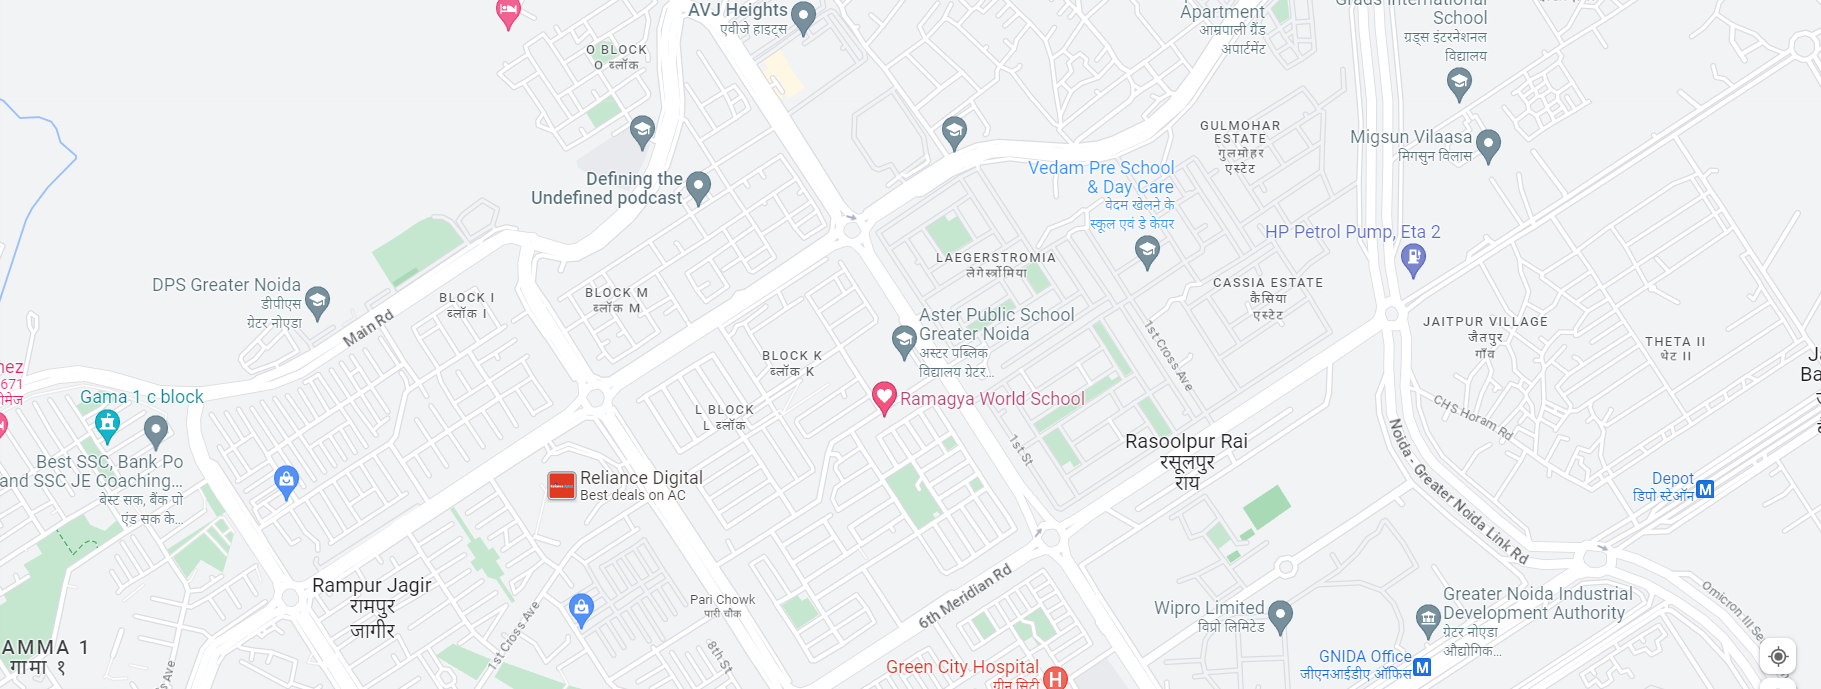 AVJ Heights
एवीजे हाइट्स
Apartment
आम्रपाली ग्रैंड
अपार्टमेंट
Grads International
School
ग्रड्स इंटरनेशनल
विद्यालय
O BLOCK
O ब्लॉक
GULMOHAR
ESTATE
गुलमोहर
एस्टेट
Migsun Vilaasa
मिगसुन विलास
Defining the
Undefined podcast
Vedam Pre School
& Day Care
वेदम खेलने के
स्कूल एवं डे केयर
HP Petrol Pump, Eta 2
LAEGERSTROMIA
लेगेर्स्त्रोमिया
DPS Greater Noida
डीपीएस
ग्रेटर नोएडा
BLOCK I
ब्लॉक I
BLOCK M
ब्लॉक M
CASSIA ESTATE
कैसिया
एस्टेट
Main Rd
Aster Public School
Greater Noida
अस्टर पब्लिक
विद्यालय ग्रेटर...
1st Cross Ave
JAITPUR VILLAGE
जैतपुर
गाँव
THETA II
थेटा II
BLOCK K
ब्लॉक K
Ramagya World School
671
Gama 1 c block
L BLOCK
L ब्लॉक
CHS Horam Rd
Noida - Greater Noida Link Rd
1st St
Rasoolpur Rai
रसूलपुर
राय
Best SSC, Bank Po
and SSC JE Coaching...
बेस्ट सक, बैंक पो
एंड सक के...
Reliance Digital
Best deals on AC
Depot
डिपो स्टेऑन
M
Rampur Jagir
रामपुर
जागीर
6th Meridian Rd
Pari Chowk
पारी चौक
1st Cross Ave
8th St
Wipro Limited
विप्रो लिमिटेड
Greater Noida Industrial
Development Authority
ग्रेटर नोएडा
औद्योगिक...
Omicron III Se
AMMA 1
गामा १
Green City Hospital
ग्रीन सिटी
H
GNIDA Office
जीएनआईडीए ऑफिस
M